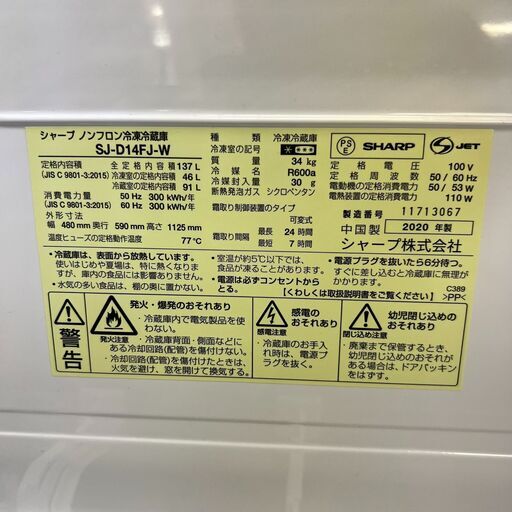 シャープ ノンフロン冷凍冷蔵庫
SJ-D14FJ-W
定格内容積 全定格内容積 137 L
(JIS C 9801-3:2015) 冷凍室の容積 46 L
冷蔵室の容積 91 L
消費電力量 50 Hz 300 kWh/年
(JIS C 9801-3:2015) 60 Hz 300 kWh/年
外形寸法
幅 480 mm 奥行 590 mm 高さ 1125 mm
温度ヒューズの定格動作温度 77℃
種類 冷凍冷蔵庫
冷凍室の記号
質量 34 kg
冷媒 R600a
冷媒封入量 30 g
断熱発泡ガス シクロペンタン
霜取り制御装置のタイプ
可変式
霜取り間隔 最長 24 時間
最短 7 時間
PS
E
SHARP
JET
定格電圧 100 V
定格周波数 50 / 60 Hz
電動機の定格消費電力 50 / 53 W
電熱装置の定格消費電力 110 W
製造番号 11713067
中国製 2020 年製
シャープ株式会社
• 冷蔵庫は、表面から放熱しています。
はじめや夏場は、特に熱くなりま
すが、庫内の食品には影響ありません。
• 水気の多い食品は、棚の奥に置かない。
• 室温が約5℃以下では、食品
が凍結する場合があります。
• 電源は必ずコンセントから
とる。
• 電源プラグを抜いたら6分待つ。
すぐに差し込むと冷蔵庫に無理がか
かります。
【くわしくは取扱説明書をご覧ください】
C389
>PP<
警告
発火・爆発のおそれあり
発火注意
• 冷蔵庫内で電気製品を使
わない。
• 冷蔵庫背面・側面などに
ある冷却回路(配管)を傷付けない。
• 冷却回路(配管)を傷付けたときは、
火気を避け、窓を開けて換気する。
感電注意
感電の
おそれあり
• 冷蔵庫のお手入
れ時は、電源プ
ラグを抜く。
閉じ込め注意
幼児閉じ込めの
おそれあり
• 廃棄まで保管するときなど、
幼児閉じ込めのおそれが
ある場合は、ドアパッキン
をはずす。